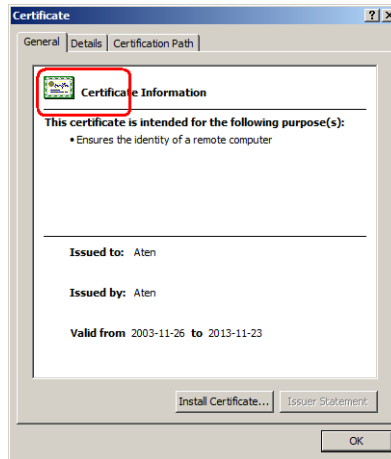 Certificate
General Details Certification Path
Certificate Information
This certificate is intended for the following purpose(s):
• Ensures the identity of a remote computer
Issued to: Aten
Issued by: Aten
Valid from 2003-11-26 to 2013-11-23
Install Certificate... Issuer Statement
OK